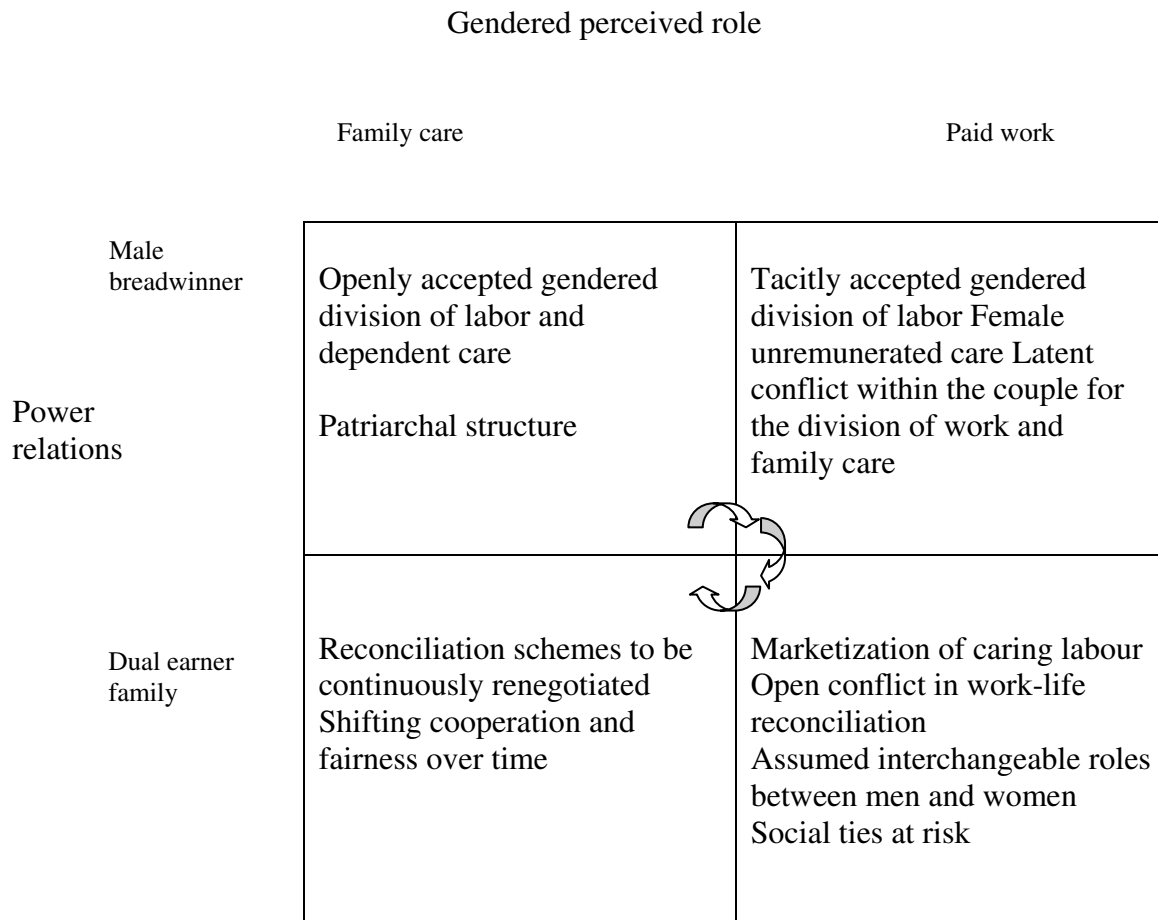 Gendered perceived role
Family care
Paid work
Male
breadwinner
Openly accepted gendered
division of labor and
dependent care
Patriarchal structure
Tacitly accepted gendered
division of labor Female
unremunerated care Latent
conflict within the couple for
the division of work and
family care
Power
relations
Dual earner
family
Reconciliation schemes to be
continuously renegotiated
Shifting cooperation and
fairness over time
Marketization of caring labour
Open conflict in work-life
reconciliation
Assumed interchangeable roles
between men and women
Social ties at risk